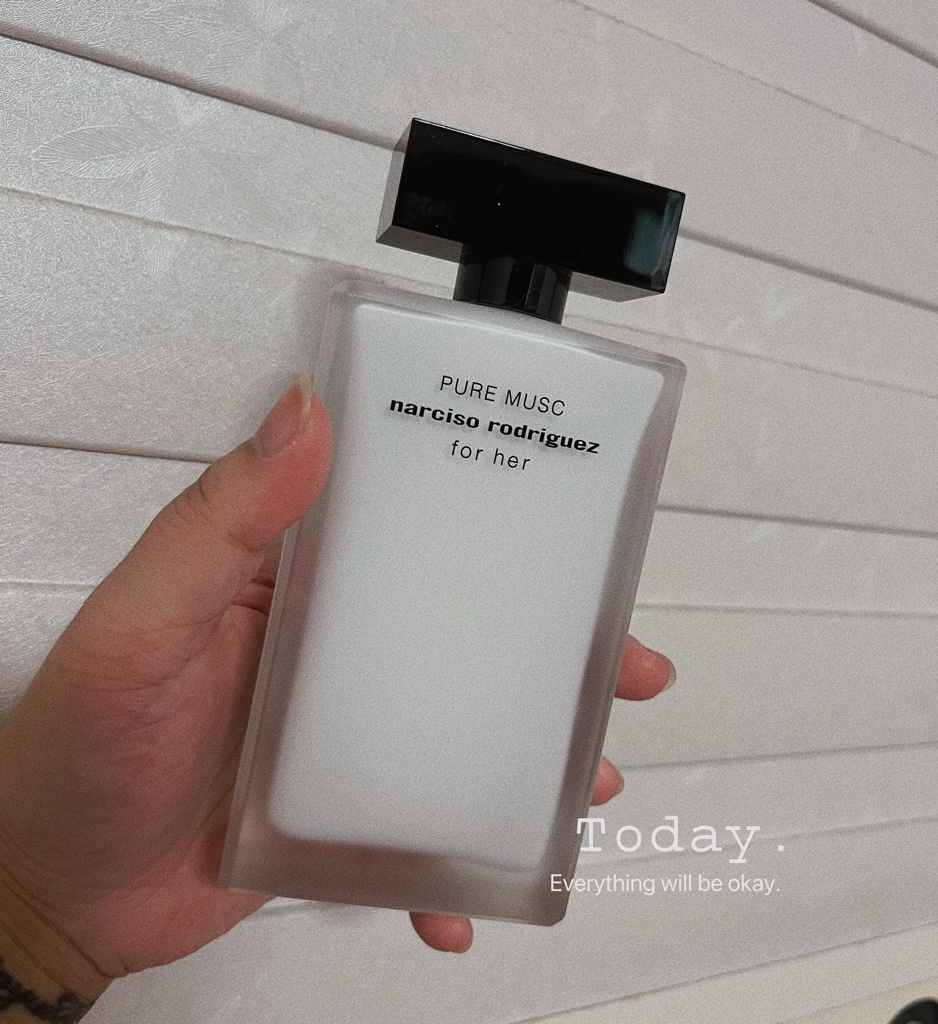 PURE MUSC
narciso rodriguez
for her
Today.
Everything will be okay.